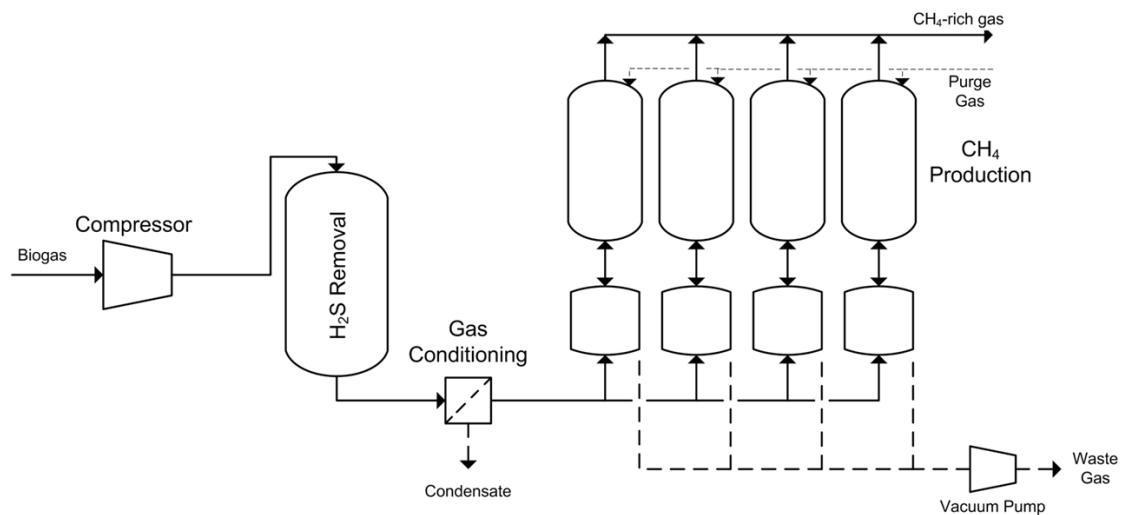 CH₄-rich gas
Purge
Gas
CH₄
Production
Compressor
Biogas
H₂S Removal
Gas
Conditioning
Condensate
Waste
Gas
Vacuum Pump